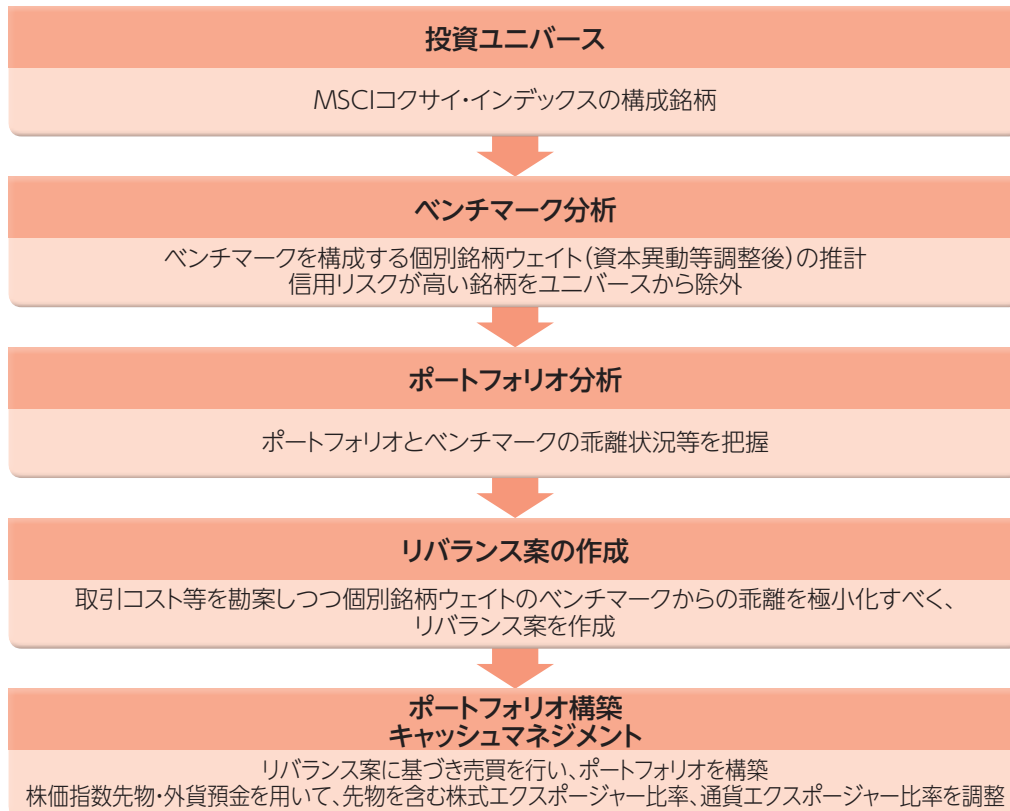 投資ユニバース
MSCIコクサイ・インデックスの構成銘柄
ベンチマーク分析
ベンチマークを構成する個別銘柄ウェイト(資本異動等調整後)の推計
信用リスクが高い銘柄をユニバースから除外
ポートフォリオ分析
ポートフォリオとベンチマークの乖離状況等を把握
リバランス案の作成
取引コスト等を勘案しつつ個別銘柄ウェイトのベンチマークからの乖離を極小化すべく、
リバランス案を作成
ポートフォリオ構築
キャッシュマネジメント
リバランス案に基づき売買を行い、ポートフォリオを構築
株価指数先物・外貨預金を用いて、先物を含む株式エクスポージャー比率、通貨エクスポージャー比率を調整